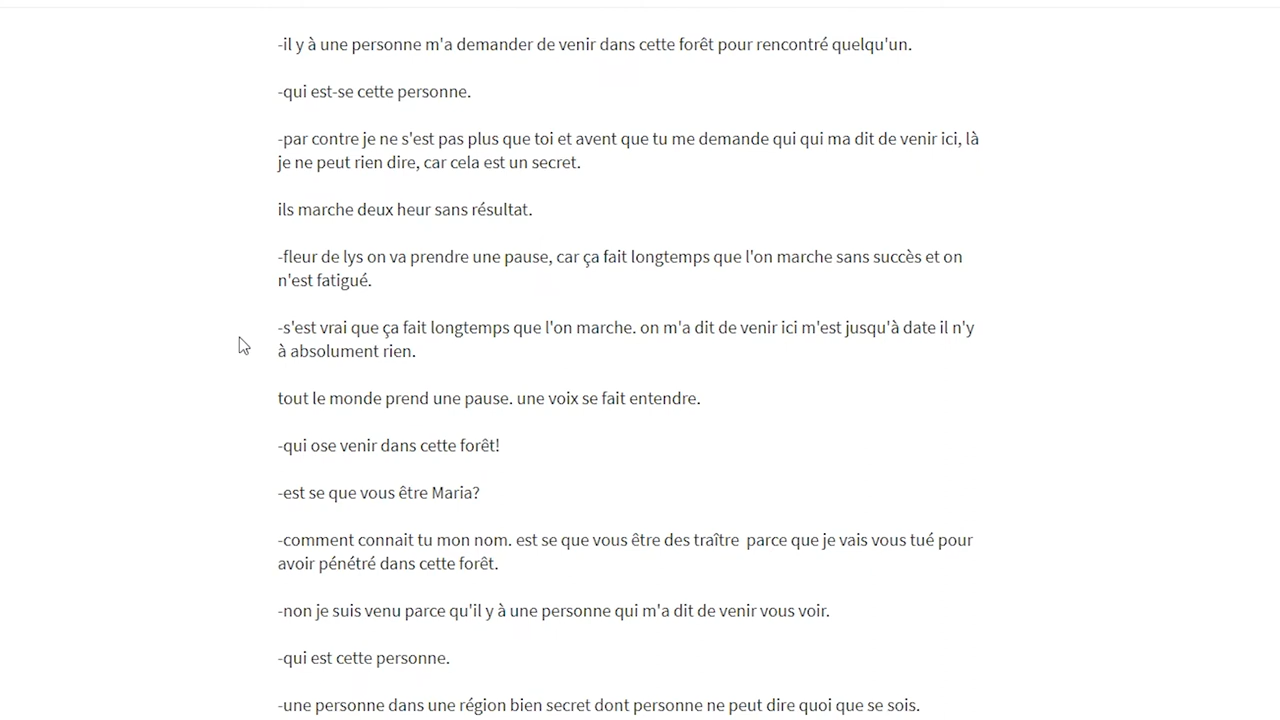 -il y à une personne m'a demander de venir dans cette forêt pour rencontré quelqu'un.
-qui est-se cette personne.
-par contre je ne s'est pas plus que toi et avent que tu me demande qui qui ma dit de venir ici, là
je ne peut rien dire, car cela est un secret.
ils marche deux heur sans résultat.
-fleur de lys on va prendre une pause, car ça fait longtemps que l'on marche sans succès et on
n'est fatigué.
-s'est vrai que ça fait longtemps que l'on marche. on m'a dit de venir ici m'est jusqu'à date il n'y
à absolument rien.
tout le monde prend une pause. une voix se fait entendre.
-qui ose venir dans cette forêt!
-est se que vous être Maria?
-comment connait tu mon nom. est se que vous être des traître  parce que je vais vous tué pour
avoir pénétré dans cette forêt.
-non je suis venu parce qu'il y à une personne qui m'a dit de venir vous voir.
-qui est cette personne.
-une personne dans une région bien secret dont personne ne peut dire quoi que se sois.